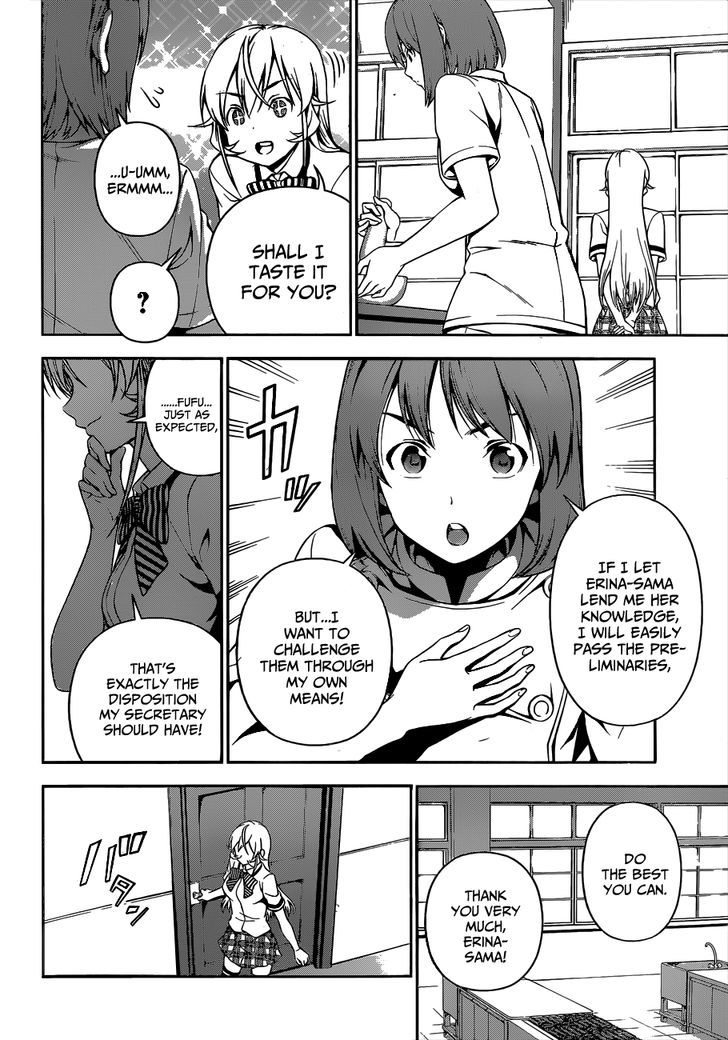 SHALL I
TASTE IT
FOR YOU?
...U-UMM,
ERMMM...
?
IF I LET
ERINA-SAMA
LEND ME HER
KNOWLEDGE,
I WILL EASILY
PASS THE PRE-
LIMINARIES,
BUT...I
WANT TO
CHALLENGE
THEM THROUGH
MY OWN
MEANS!
カッ
......FUFU...
JUST AS
EXPECTED,
THAT'S
EXACTLY THE
DISPOSITION
MY SECRETARY
SHOULD HAVE!
DO
THE BEST
YOU CAN.
THANK
YOU VERY
MUCH,
ERINA-
SAMA!
バタン